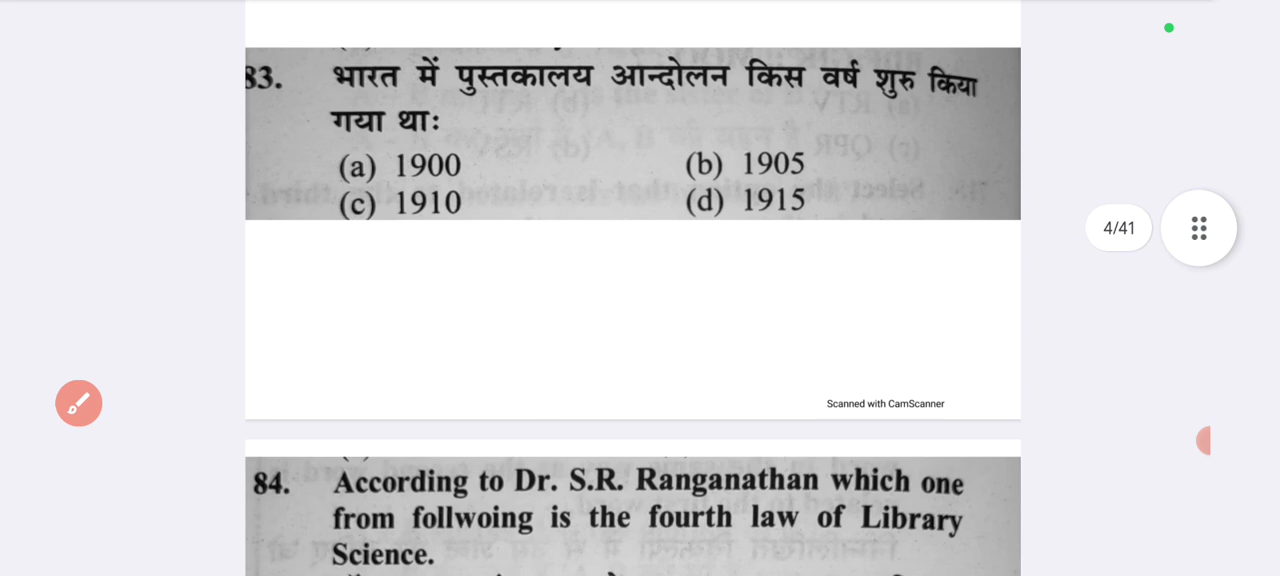 83. भारत में पुस्तकालय आन्दोलन किस वर्ष शुरु किया
गया थाः
(a) 1900 (b) 1905
(c) 1910 (d) 1915
4/41
Scanned with CamScanner
84. According to Dr. S.R. Ranganathan which one
from follwoing is the fourth law of Library
Science.